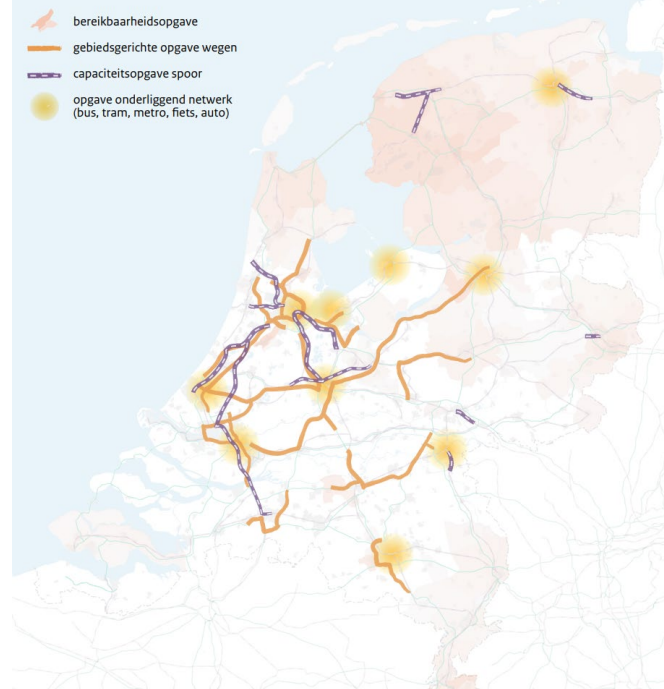 bereikbaarheidsopgave
gebiedsgerichte opgave wegen
capaciteitsopgave spoor
opgave onderliggend netwerk
(bus, tram, metro, fiets, auto)